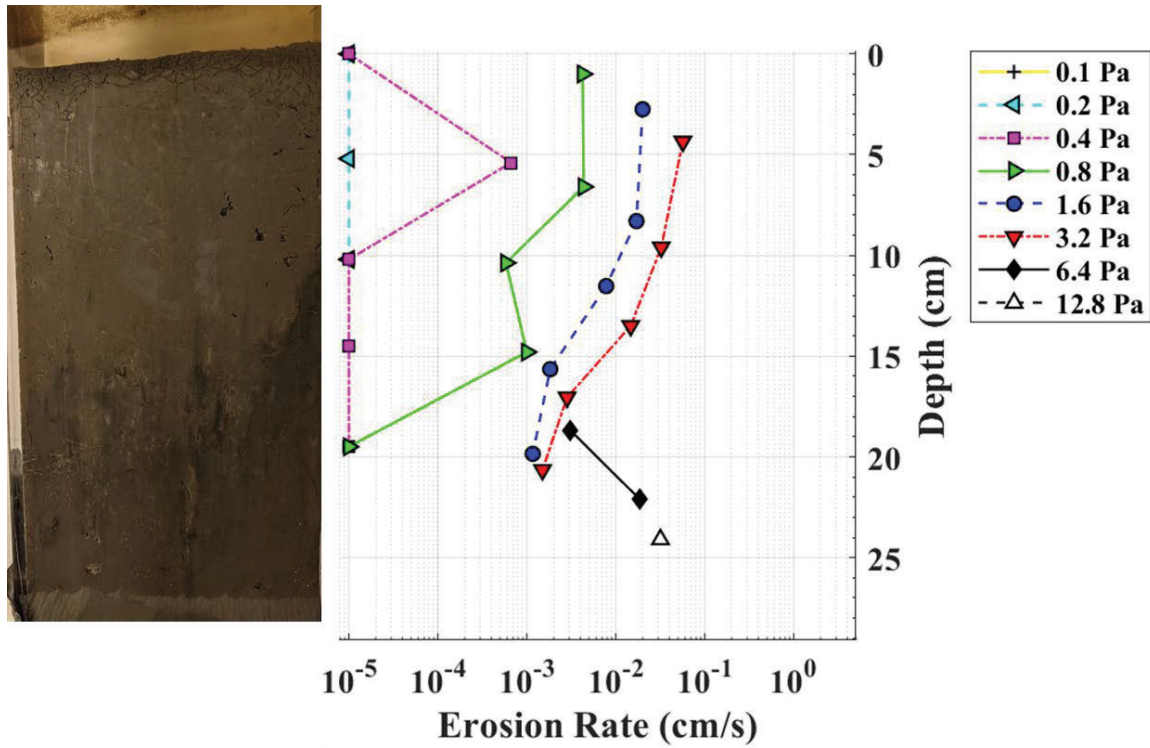 0
5
10
15
20
25
Depth (cm)
10⁻⁵ 10⁻⁴ 10⁻³ 10⁻² 10⁻¹ 10⁰
Erosion Rate (cm/s)
0.1 Pa
0.2 Pa
0.4 Pa
0.8 Pa
1.6 Pa
3.2 Pa
6.4 Pa
12.8 Pa